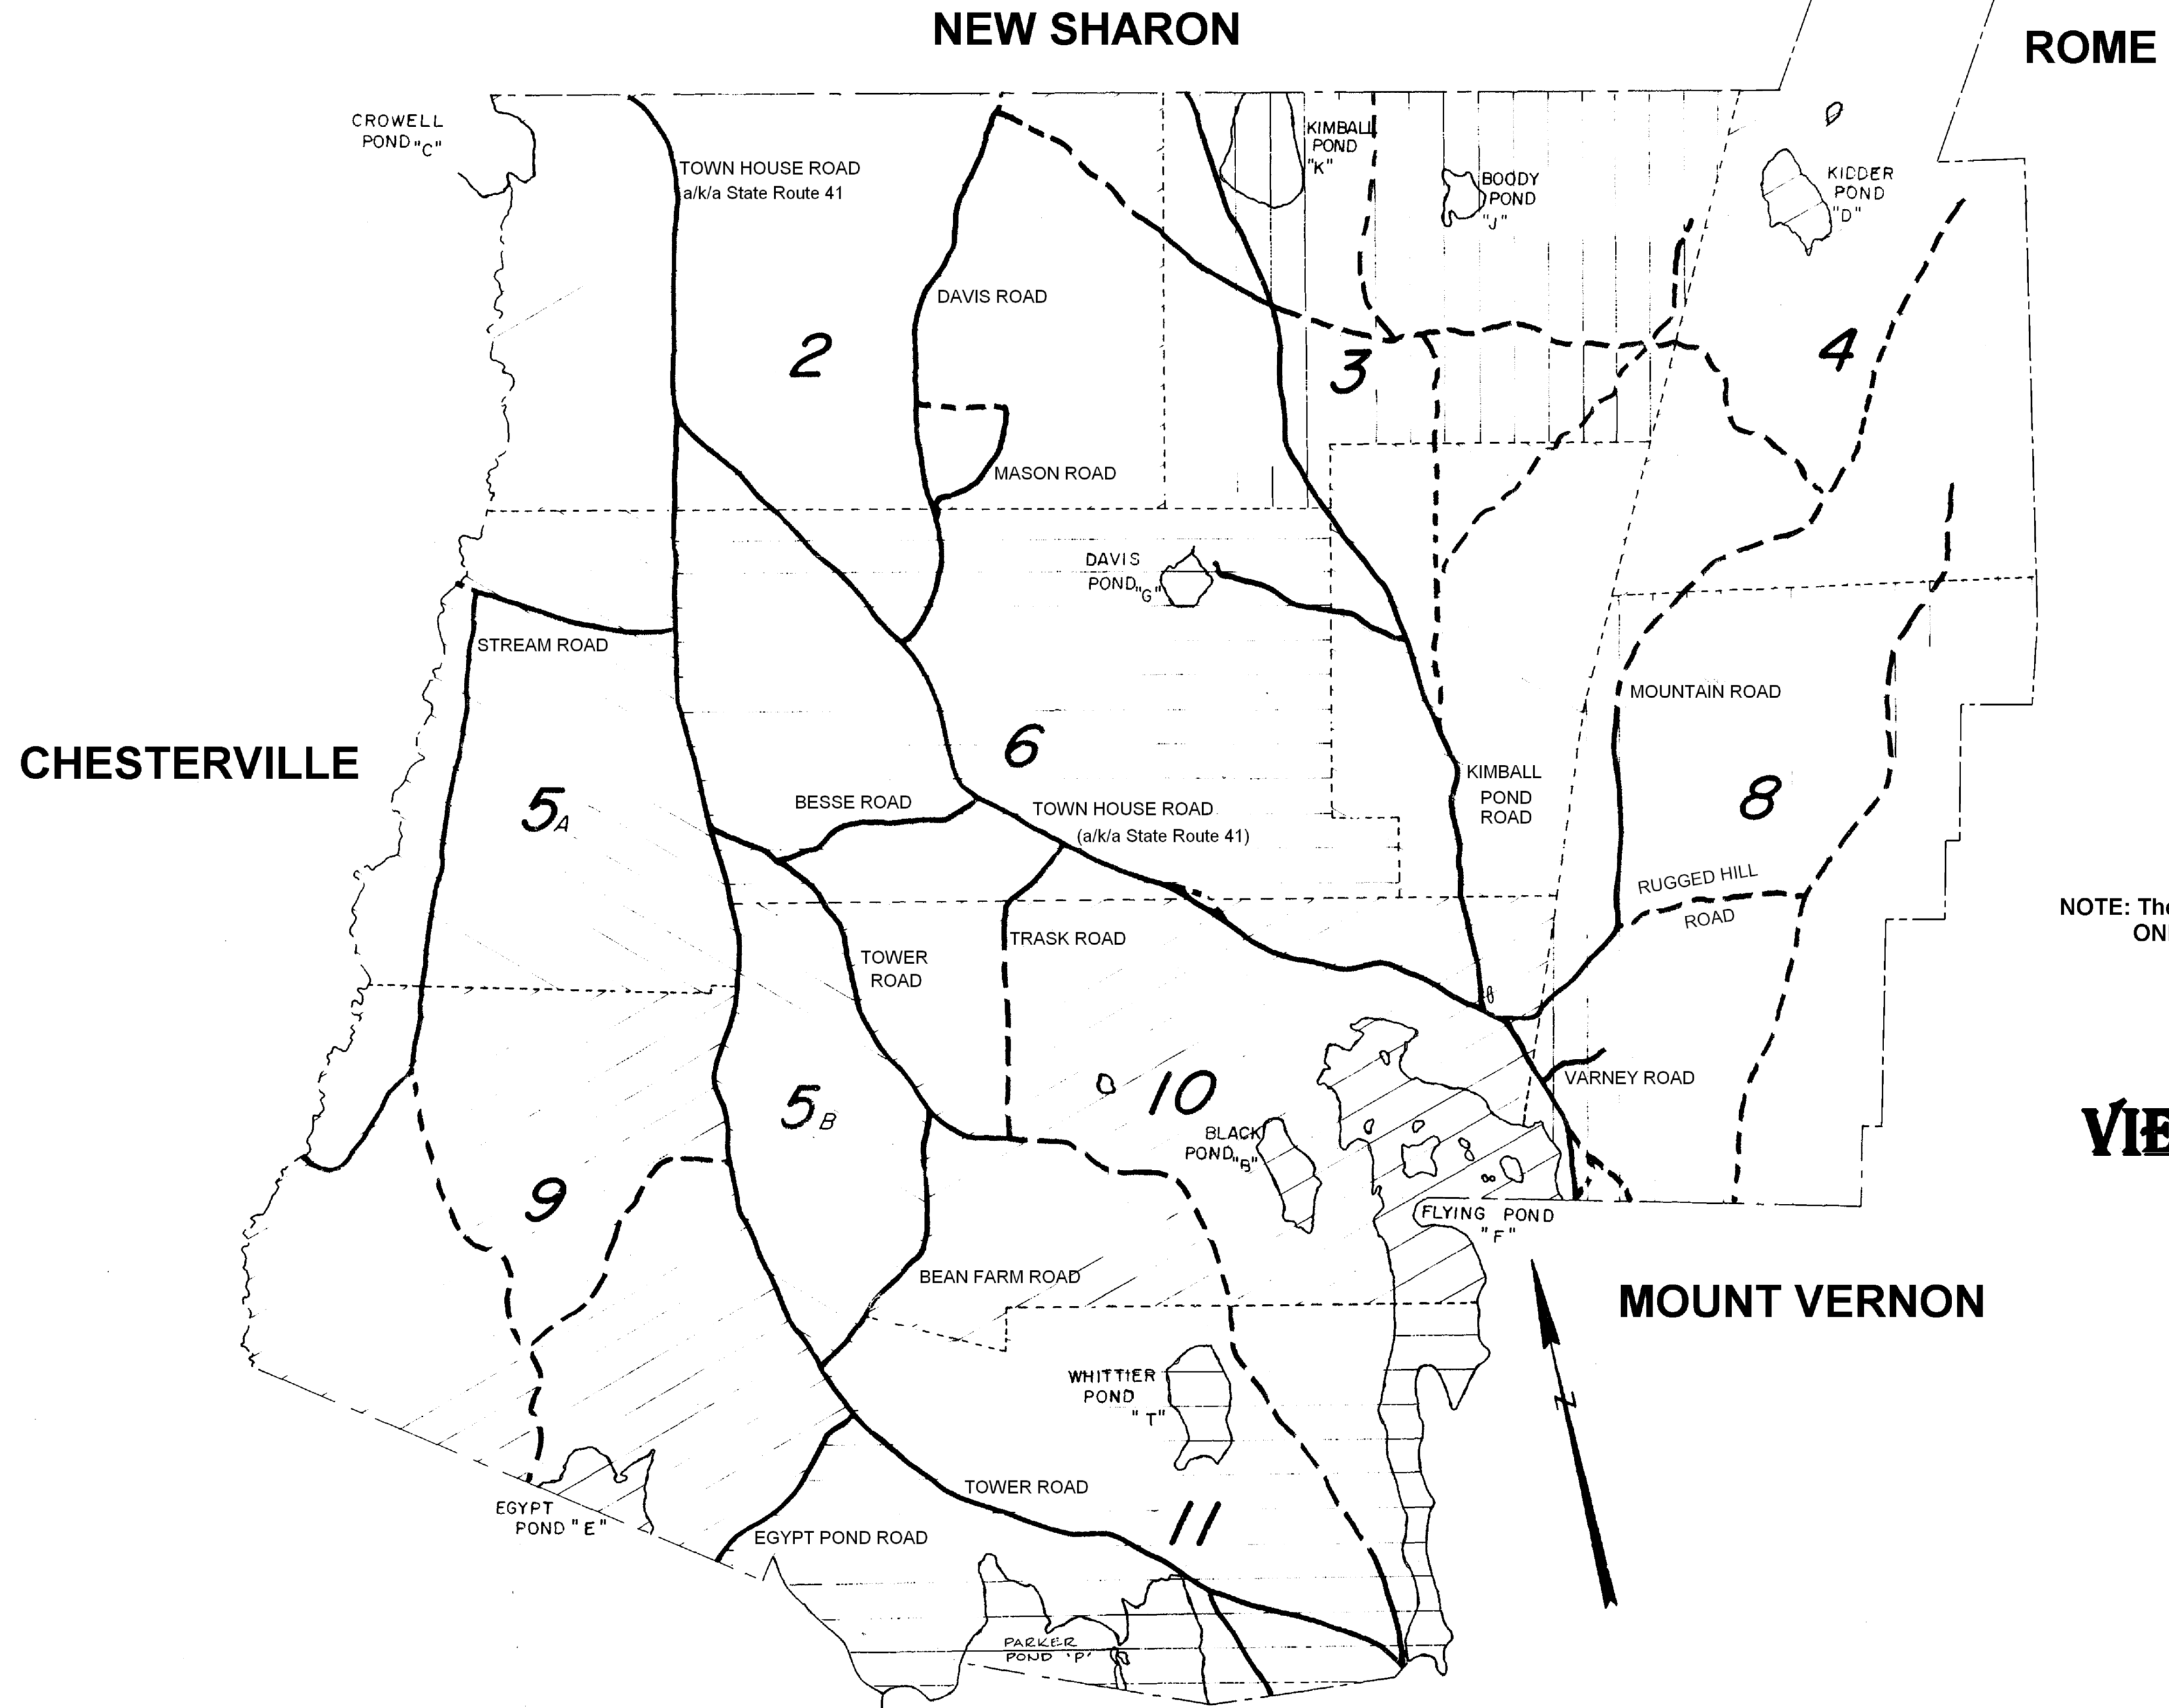 NEW SHARON
ROME
CROWELL
POND "C"
TOWN HOUSE ROAD
a/k/a State Route 41
KIMBALL
POND
"K"
BOODY
POND
"J"
KIDDER
POND
"D"
DAVIS ROAD
2
3
4
MASON ROAD
DAVIS
POND "G"
STREAM ROAD
MOUNTAIN ROAD
6
CHESTERVILLE
5A
BESSE ROAD
TOWN HOUSE ROAD
(a/k/a State Route 41)
KIMBALL
POND
ROAD
8
RUGGED HILL
ROAD
NOTE: The
TRASK ROAD
TOWER
ROAD
VARNEY ROAD
5B
10
BLACK
POND "B"
VIE
9
FLYING POND
"F"
BEAN FARM ROAD
MOUNT VERNON
WHITTIER
POND
"T"
N
TOWER ROAD
EGYPT
POND "E"
11
EGYPT POND ROAD
PARKER
POND 'P'